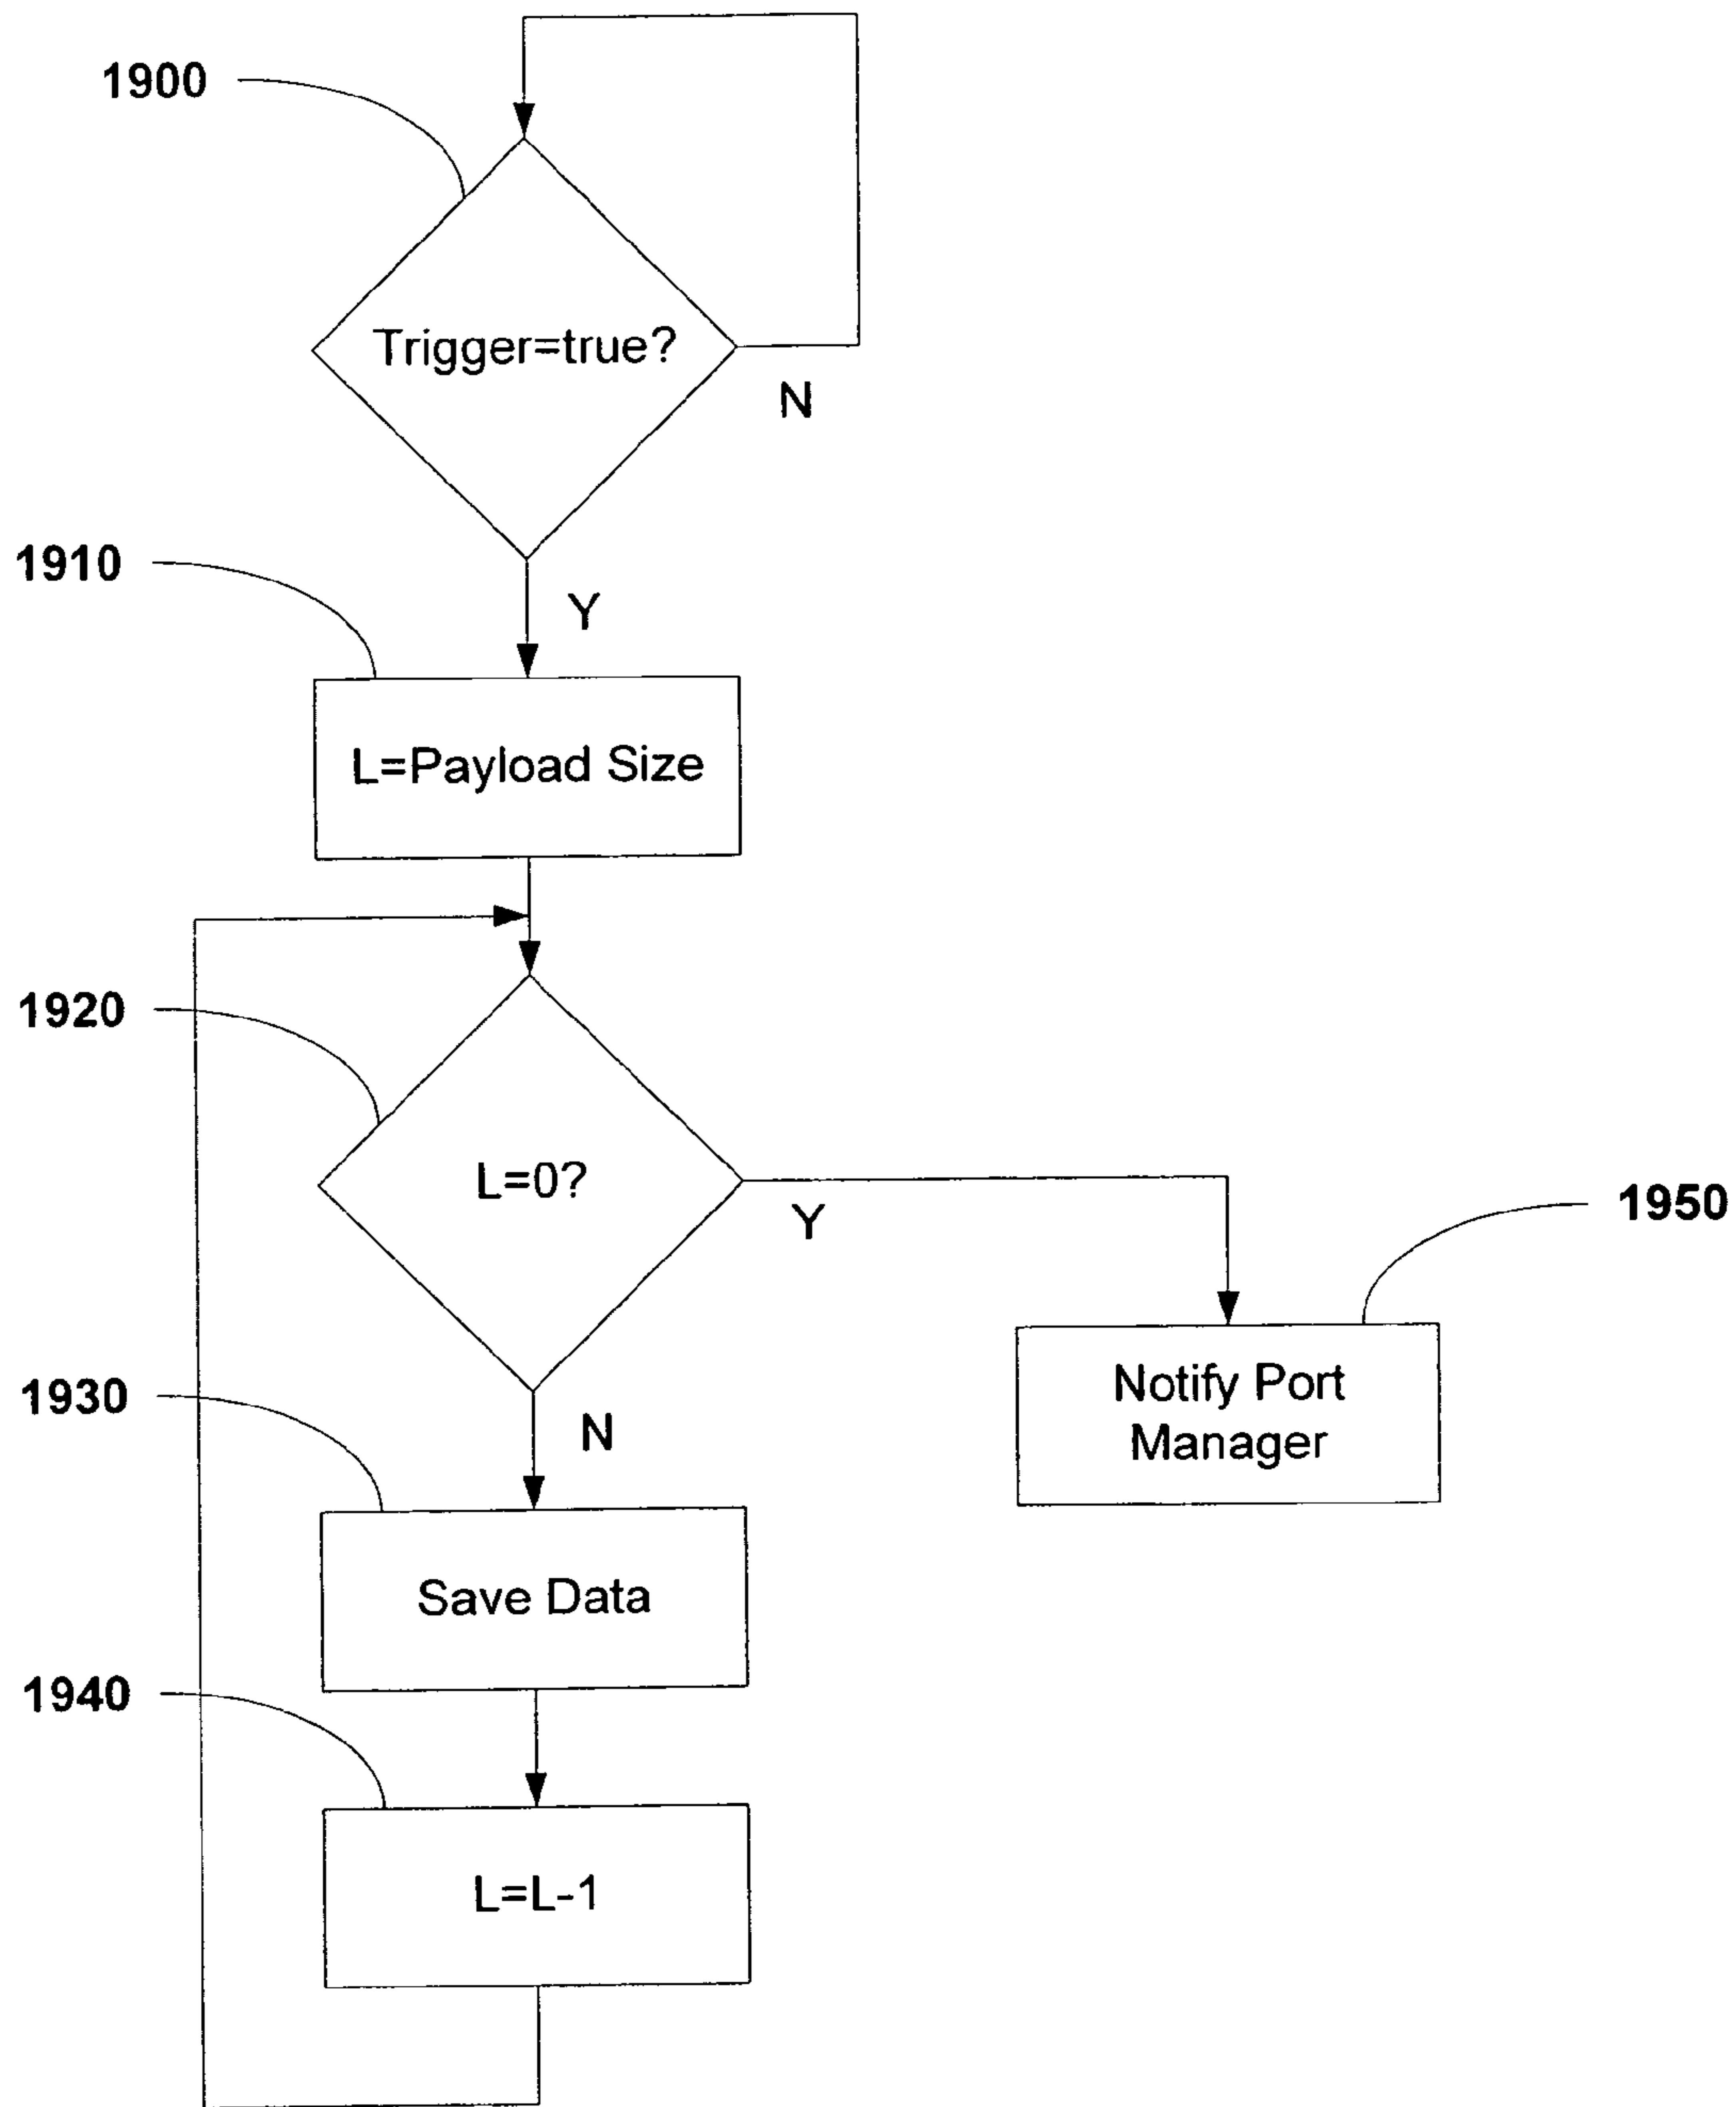 1900
Trigger=true?
N
1910
Y
L=Payload Size
1920
L=0?
Y
1950
Notify Port
Manager
1930
N
Save Data
1940
L=L-1